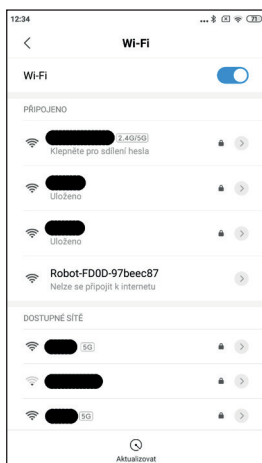 12:34
... 71
Wi-Fi
Wi-Fi
PŘIPOJENO
2.4G/5G
Klepněte pro sdílení hesla
Uloženo
Uloženo
Robot-FD0D-97beec87
Nelze se připojit k internetu
DOSTUPNÉ SÍTĚ
5G
5G
Aktualizovat